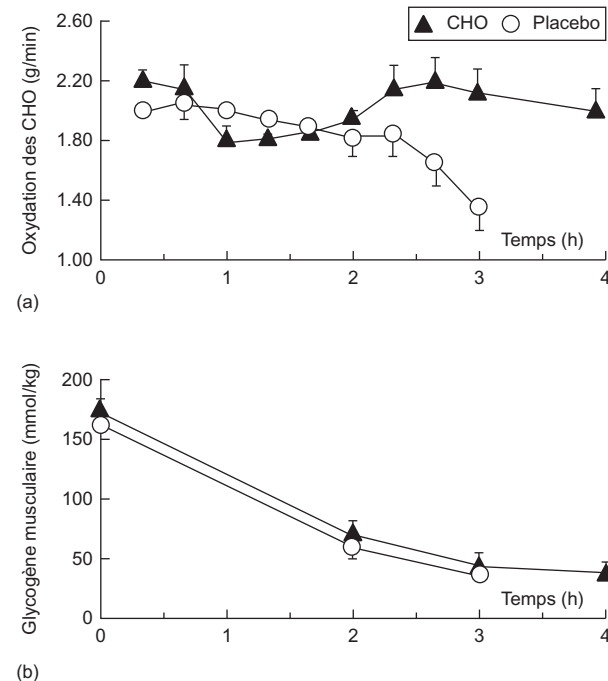 CHO Placebo
Oxydation des CHO (g/min)
2.60
2.20
1.80
1.40
1.00
0 1 2 3 4
Temps (h)
(a)
Glycogène musculaire (mmol/kg)
200
150
100
50
0
0 1 2 3 4
Temps (h)
(b)